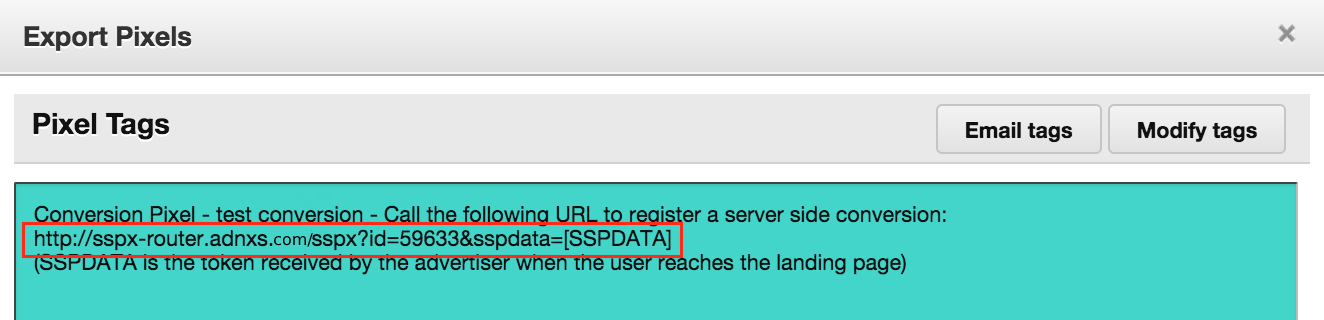 Export Pixels ×
Pixel Tags Email tags Modify tags
Conversion Pixel - test conversion - Call the following URL to register a server side conversion:
http://sspx-router.adnxs.com/sspx?id=59633&sspdata=[SSPDATA]
(SSPDATA is the token received by the advertiser when the user reaches the landing page)